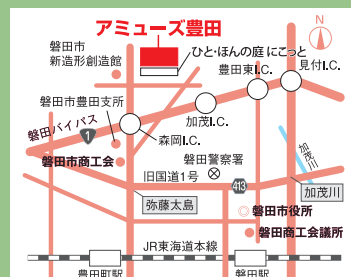 アミューズ豊田
N
磐田市
新造形創造館
ひと・ほんの庭 にこっと
見付I.C.
豊田東I.C.
磐田市豊田支所
加茂I.C.
磐田バイパス
1
森岡I.C.
加茂川
磐田市商工会
磐田警察署
旧国道1号
413
加茂川
弥藤太島
磐田市役所
磐田商工会議所
JR東海道本線
豊田町駅
磐田駅